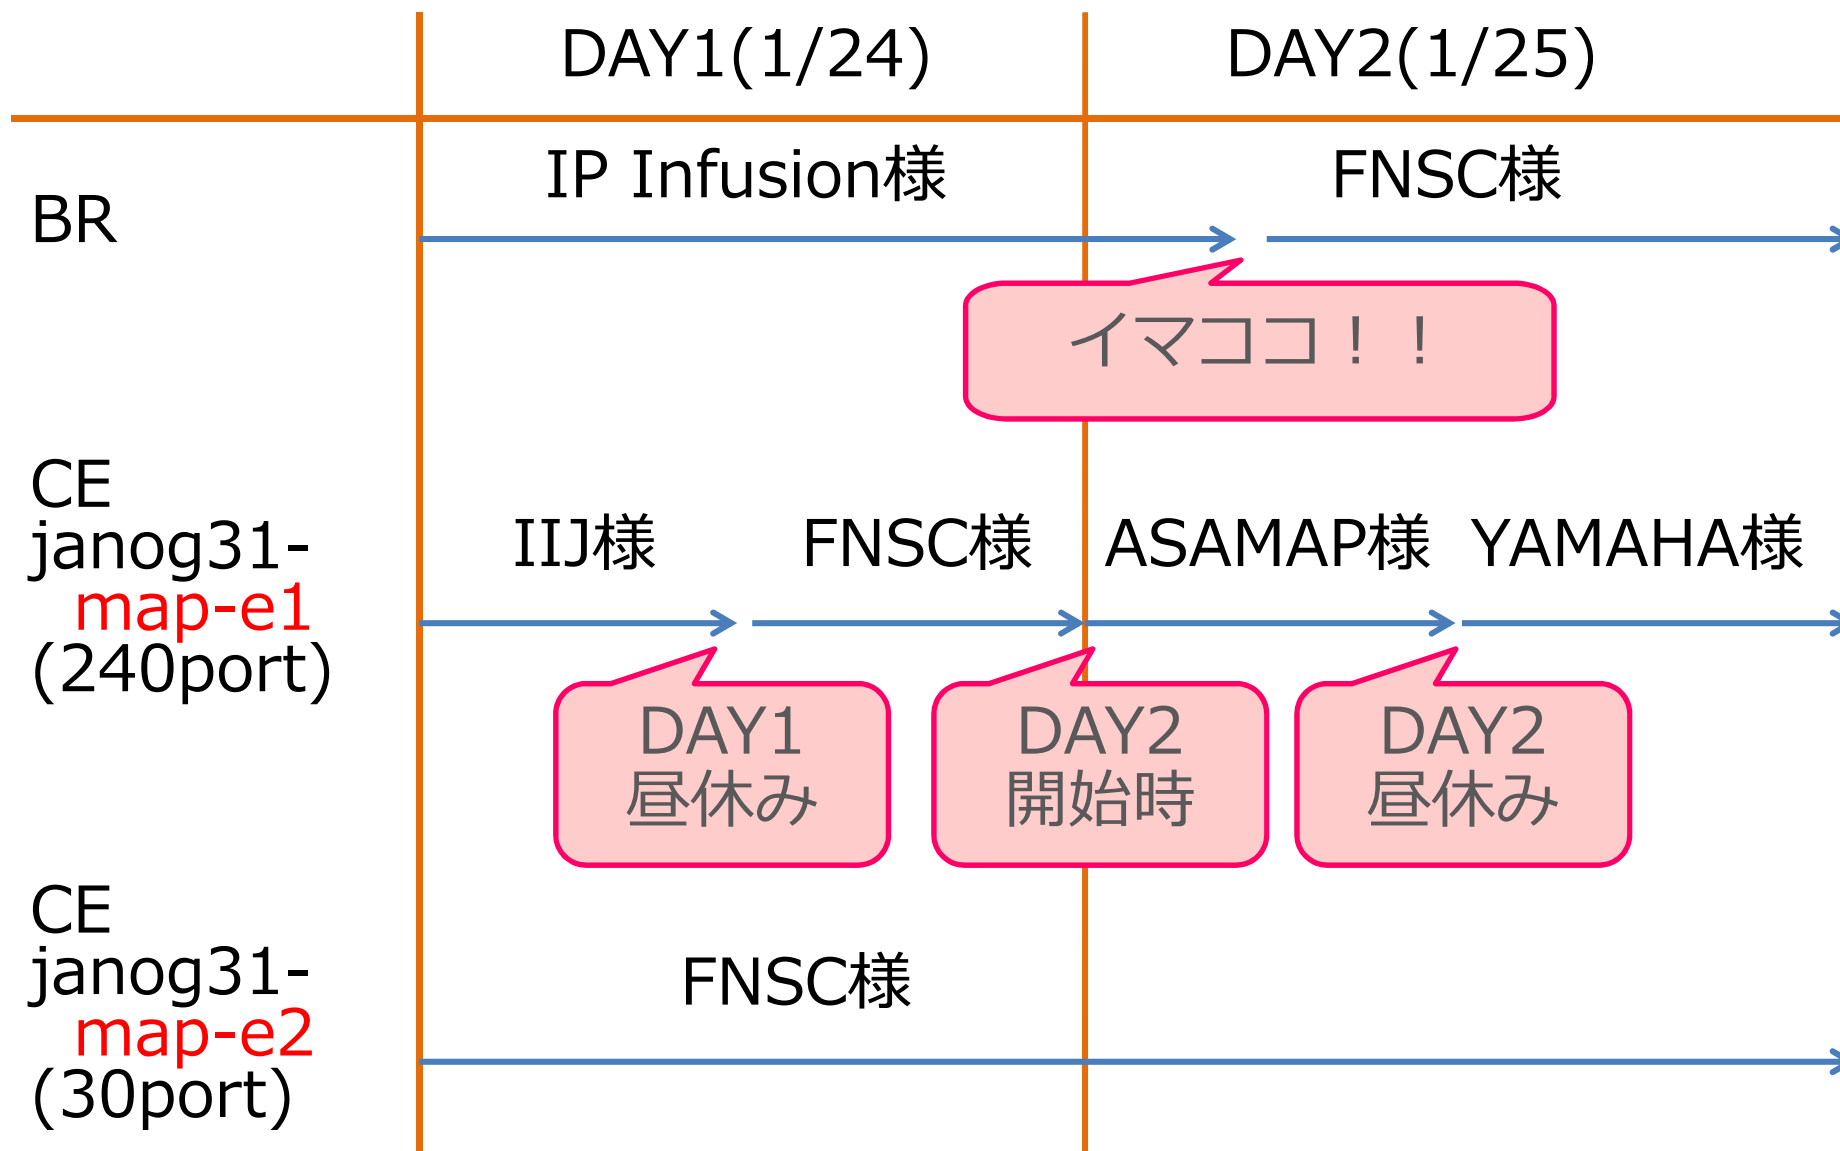 DAY1(1/24)
DAY2(1/25)
BR
IP Infusion様
FNSC様
イマココ！！
CE
janog31-
map-e1
(240port)
IIJ様
FNSC様
ASAMAP様
YAMAHA様
DAY1
昼休み
DAY2
開始時
DAY2
昼休み
CE
janog31-
map-e2
(30port)
FNSC様